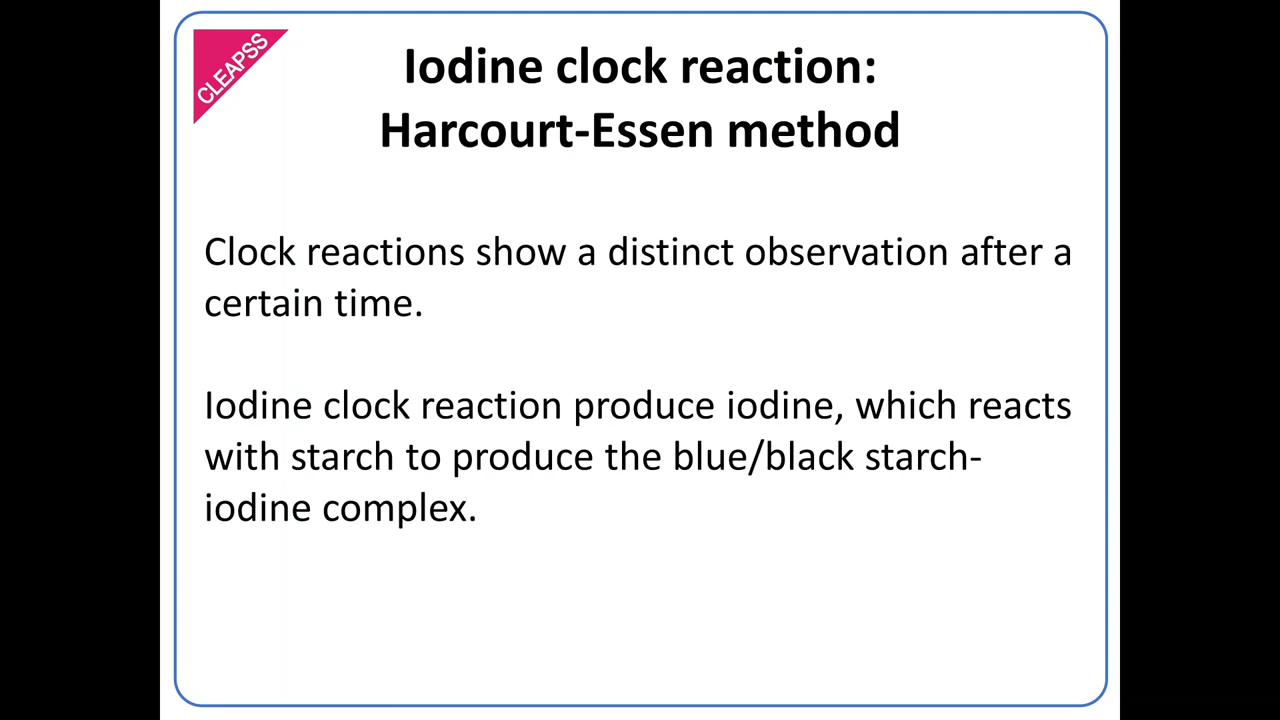 CLEAPSS
Iodine clock reaction:
Harcourt-Essen method
Clock reactions show a distinct observation after a
certain time.
Iodine clock reaction produce iodine, which reacts
with starch to produce the blue/black starch-
iodine complex.